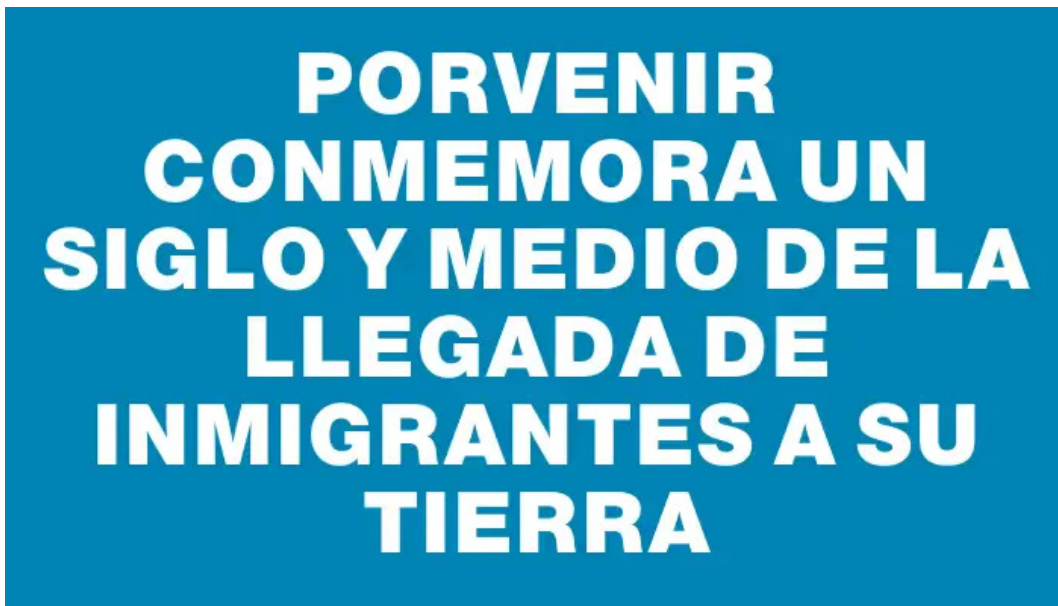 PORVENIR
CONMEMORA UN
SIGLO Y MEDIO DE LA
LLEGADA DE
INMIGRANTES A SU
TIERRA